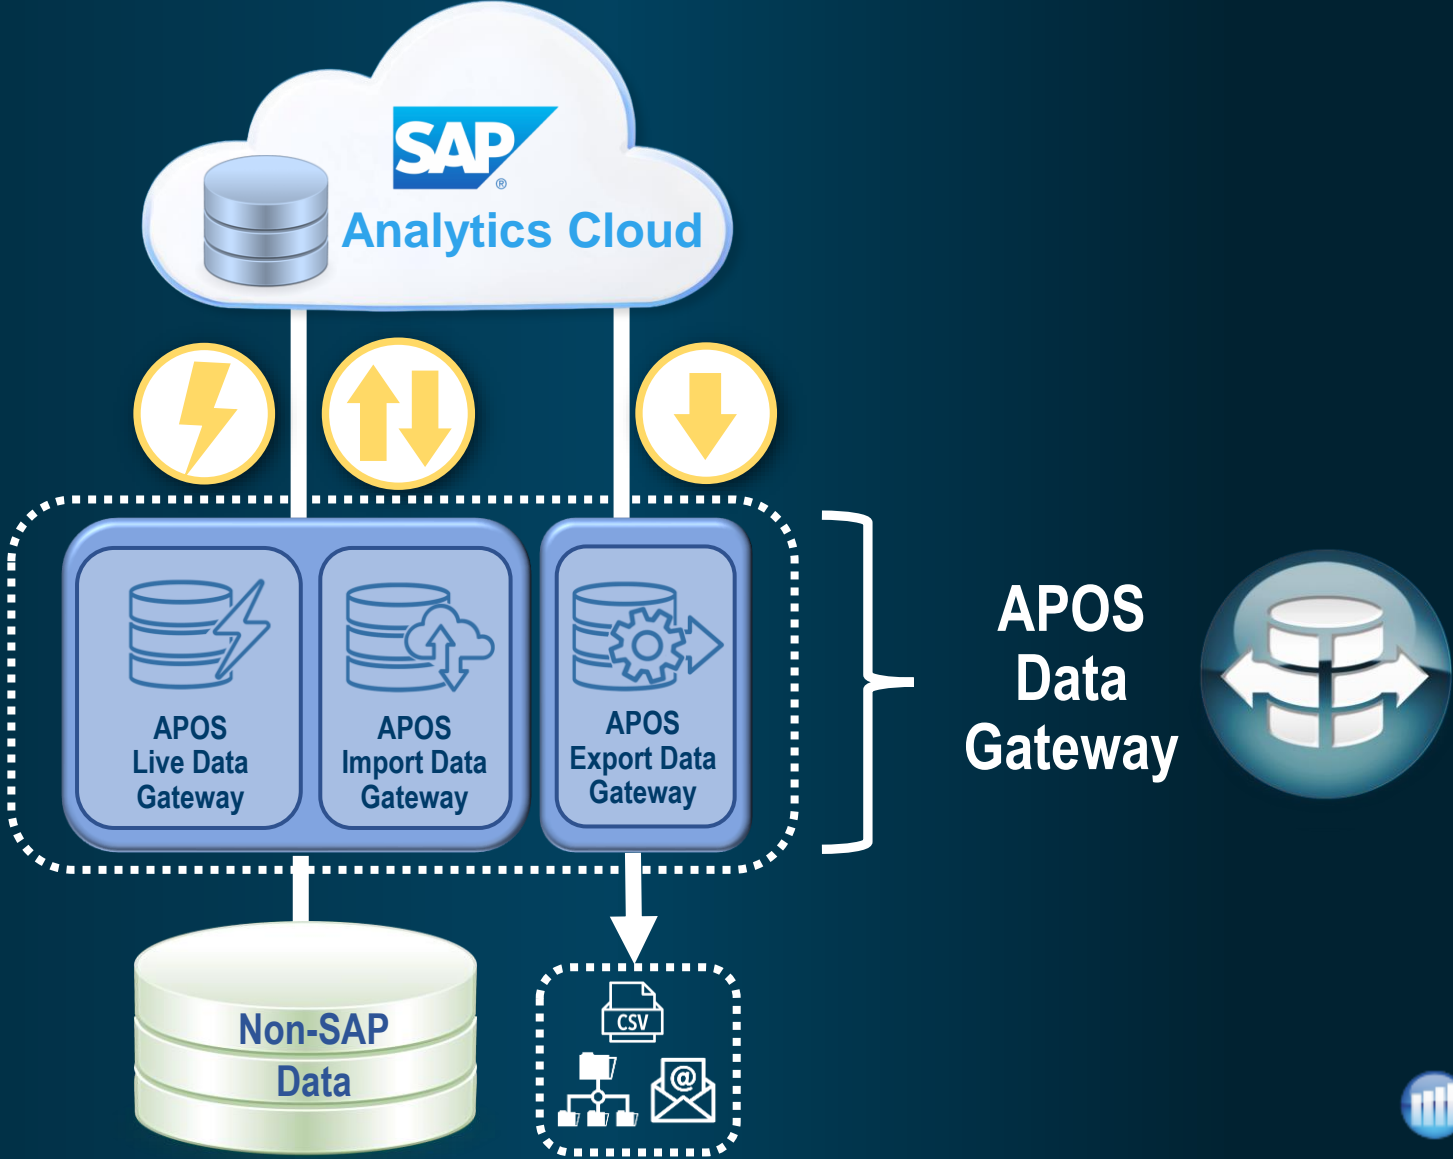 SAP
®
Analytics Cloud
APOS
Live Data
Gateway
APOS
Import Data
Gateway
APOS
Export Data
Gateway
APOS
Data
Gateway
Non-SAP
Data
CSV
@